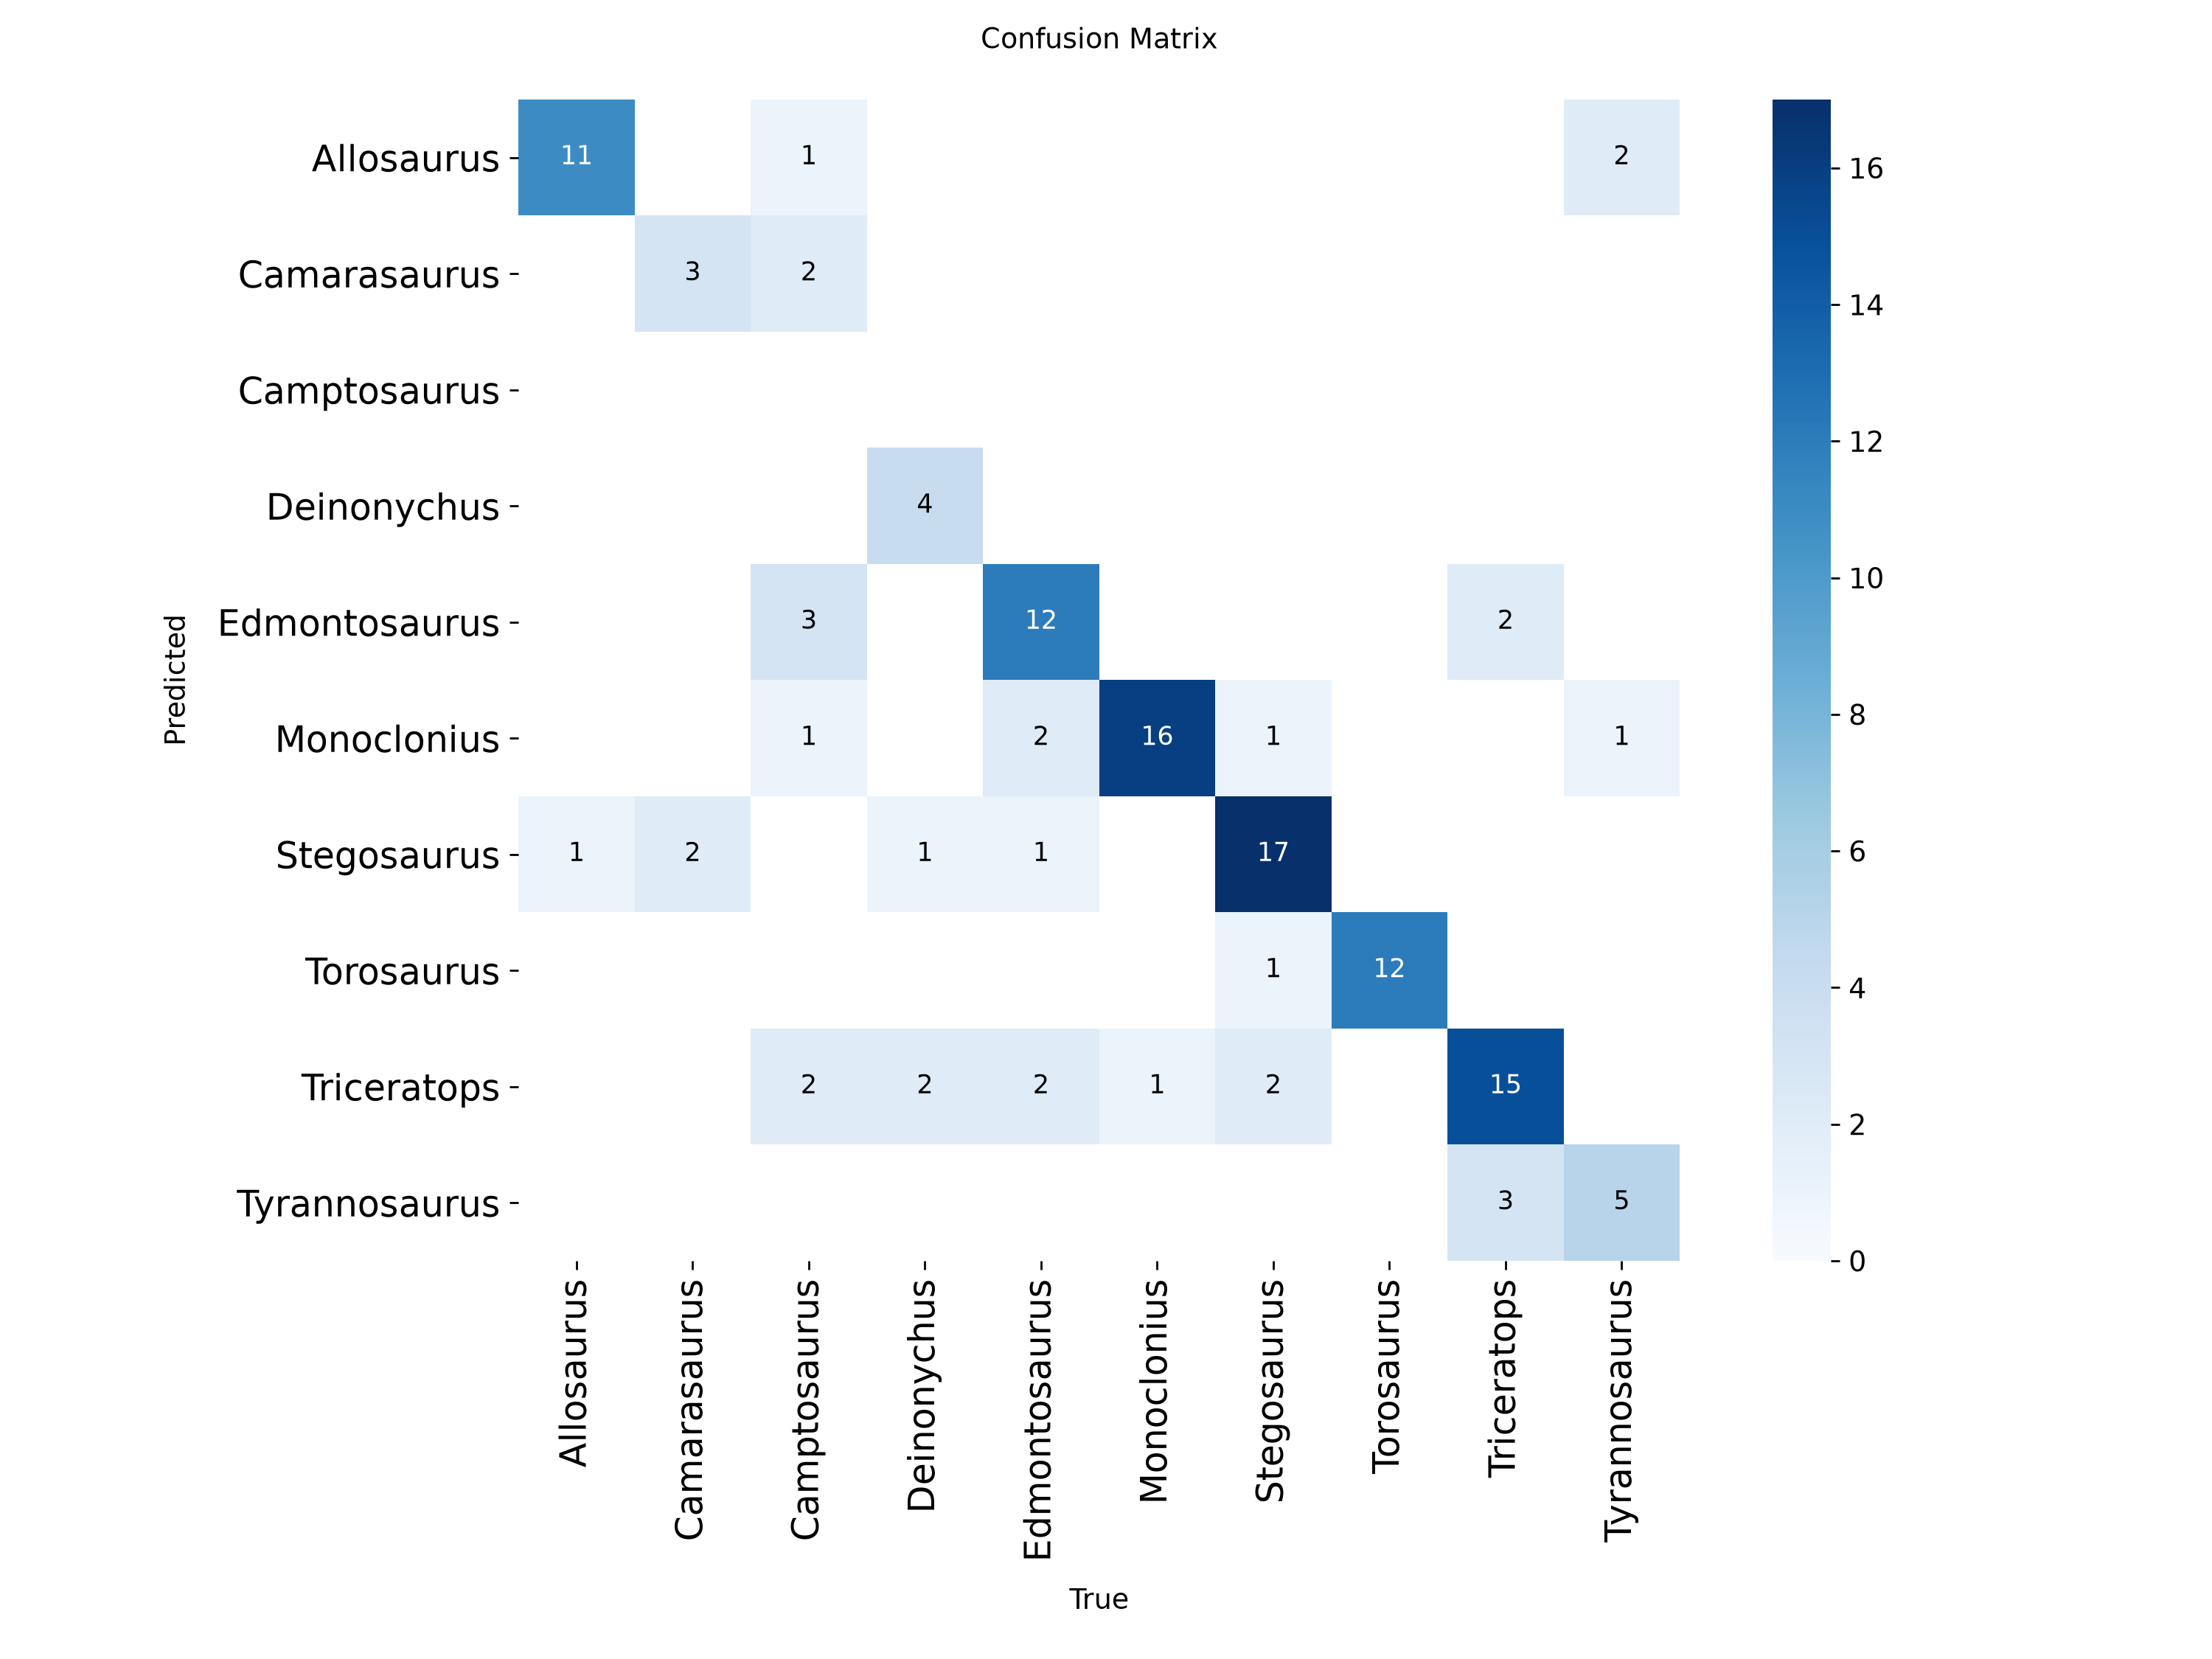 Confusion Matrix
Allosaurus 11 1 2
Camarasaurus 3 2
Camptosaurus
Deinonychus 4
Edmontosaurus 3 12 2
Monoclonius 1 2 16 1 1
Stegosaurus 1 2 1 1 17
Torosaurus 1 12
Triceratops 2 2 2 1 2 15
Tyrannosaurus 3 5
Predicted
Allosaurus
Camarasaurus
Camptosaurus
Deinonychus
Edmontosaurus
Monoclonius
Stegosaurus
Torosaurus
Triceratops
Tyrannosaurus
True
16
14
12
10
8
6
4
2
0